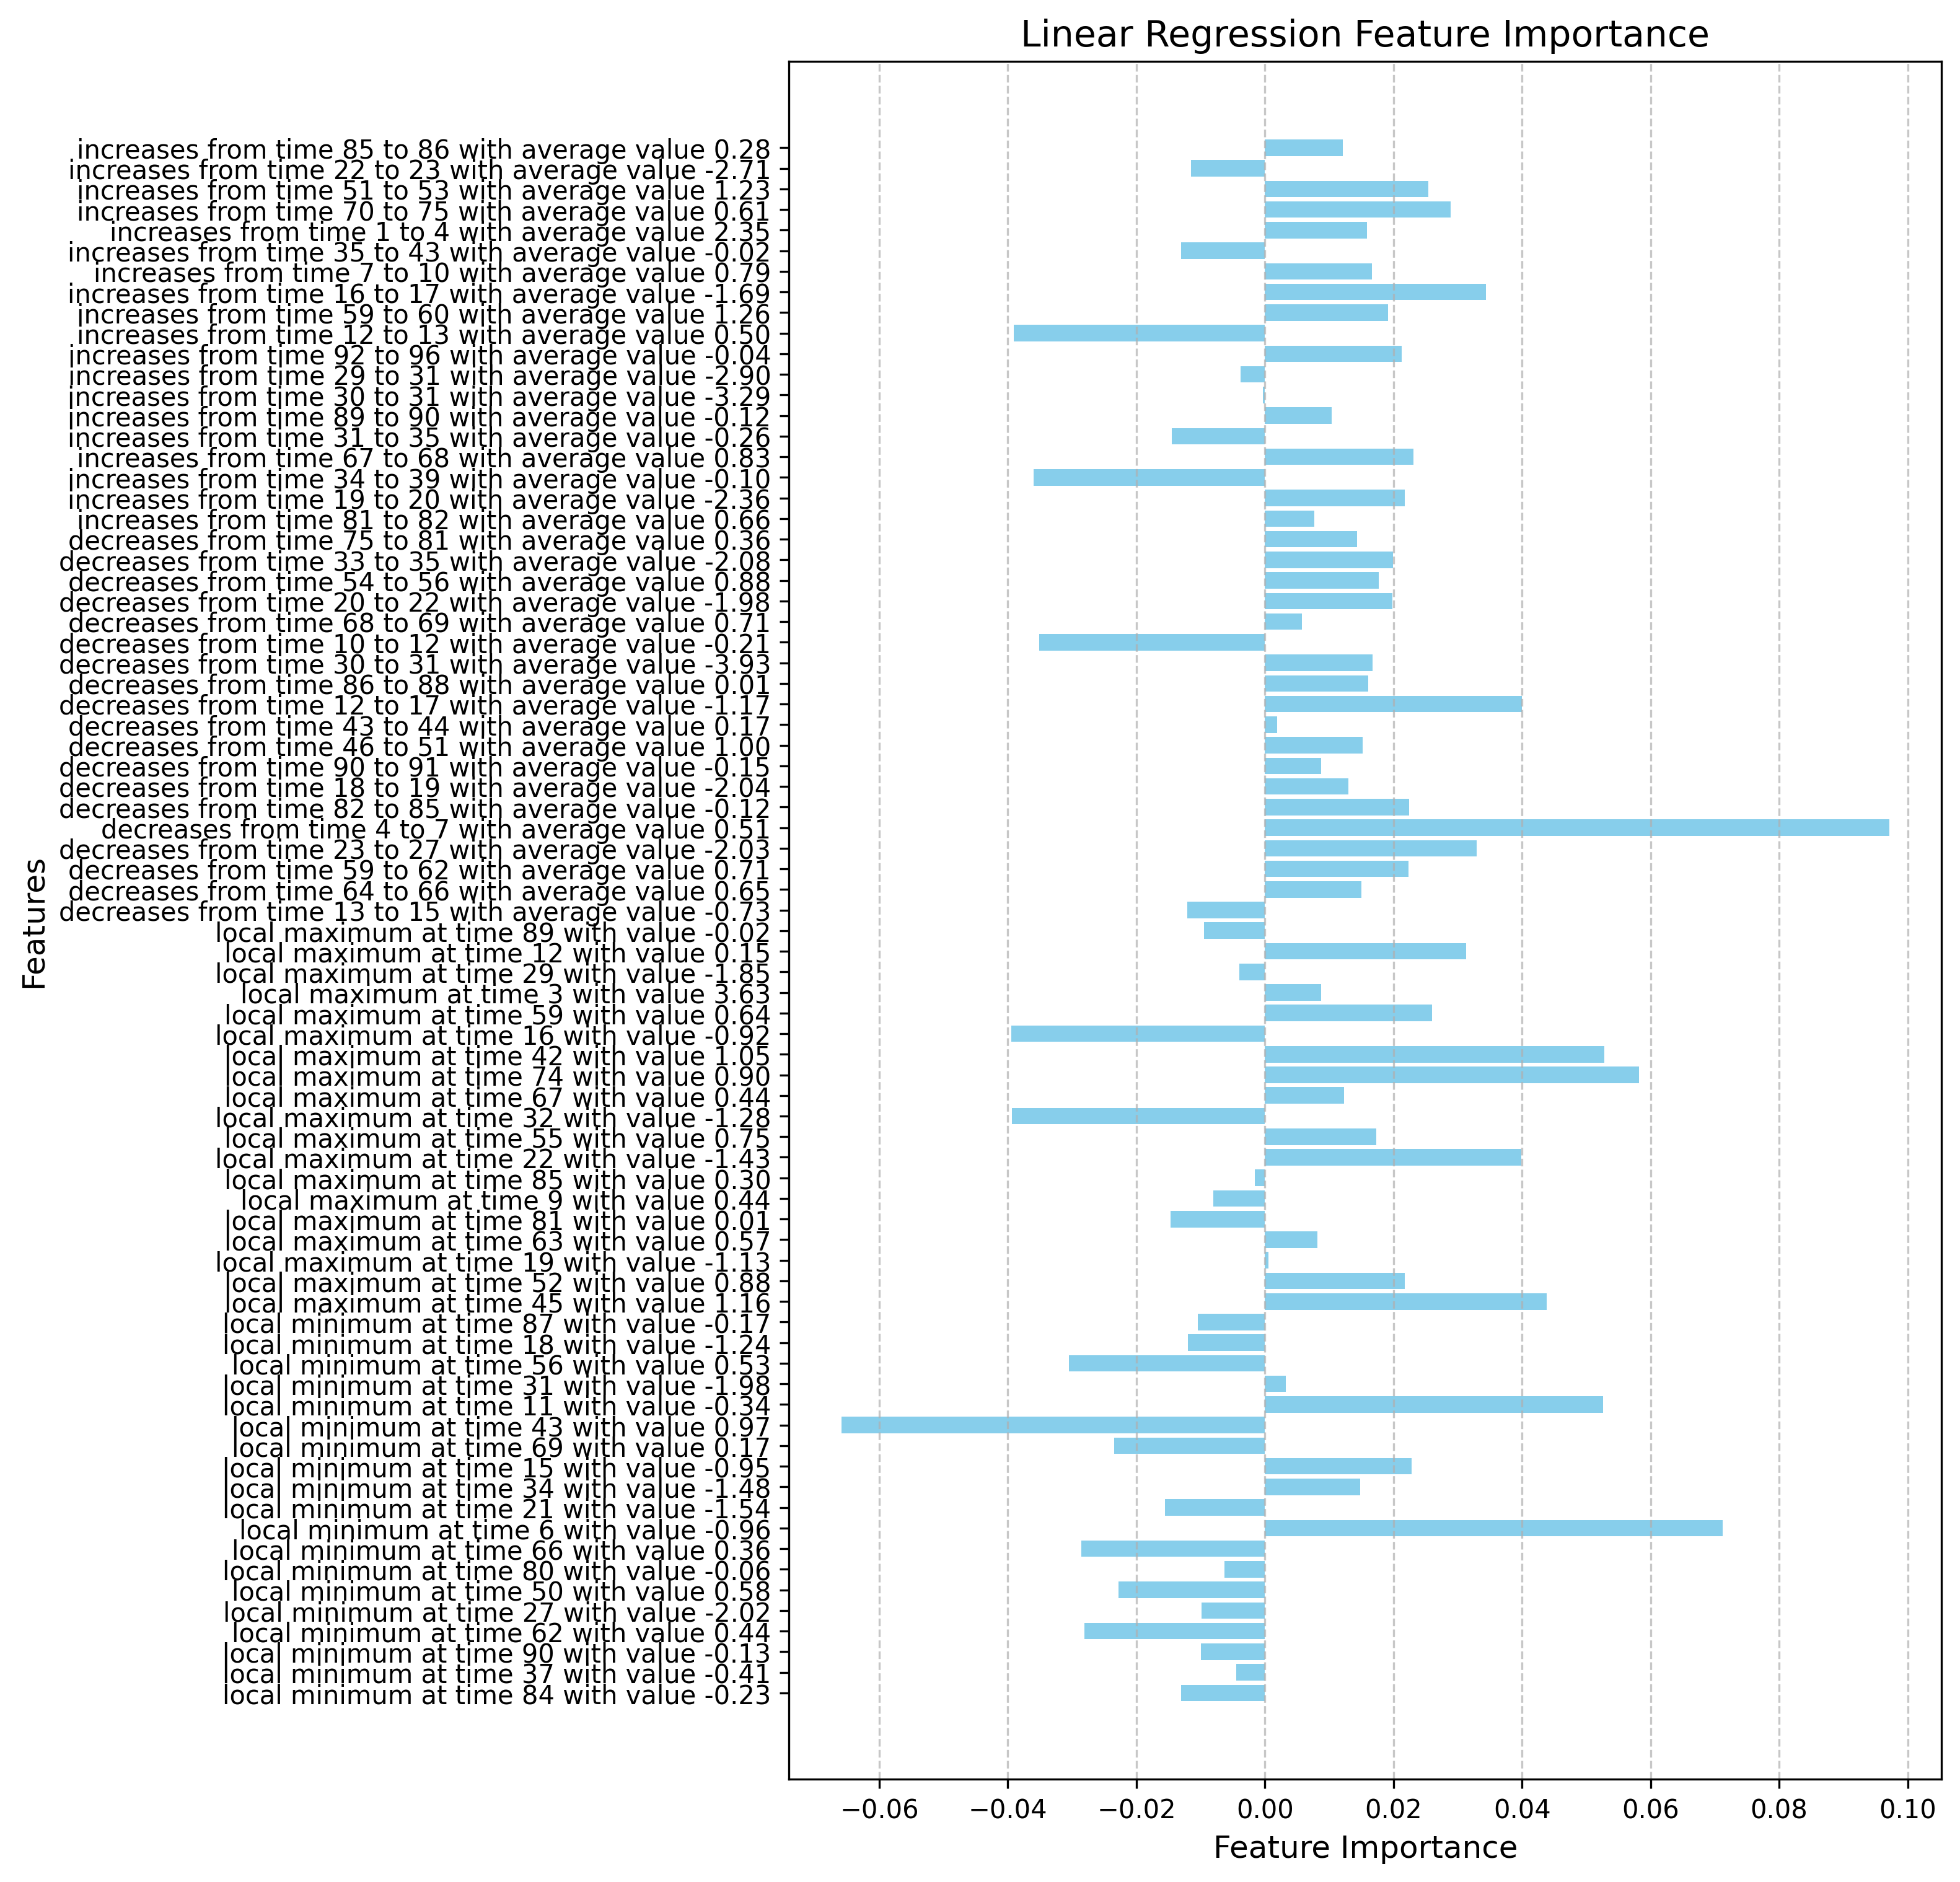 Linear Regression Feature Importance
increases from time 85 to 86 with average value 0.28
increases from time 22 to 23 with average value -2.71
increases from time 51 to 53 with average value 1.23
increases from time 70 to 75 with average value 0.61
increases from time 1 to 4 with average value 2.35
increases from time 35 to 43 with average value -0.02
increases from time 7 to 10 with average value 0.79
increases from time 16 to 17 with average value -1.69
increases from time 59 to 60 with average value 1.26
increases from time 12 to 13 with average value 0.50
increases from time 92 to 96 with average value -0.04
increases from time 29 to 31 with average value -2.90
increases from time 30 to 31 with average value -3.29
increases from time 89 to 90 with average value -0.12
increases from time 31 to 35 with average value -0.26
increases from time 67 to 68 with average value 0.83
increases from time 34 to 39 with average value -0.10
increases from time 19 to 20 with average value -2.36
increases from time 81 to 82 with average value 0.66
decreases from time 75 to 81 with average value 0.36
decreases from time 33 to 35 with average value -2.08
decreases from time 54 to 56 with average value 0.88
decreases from time 20 to 22 with average value -1.98
decreases from time 68 to 69 with average value 0.71
decreases from time 10 to 12 with average value -0.21
decreases from time 30 to 31 with average value -3.93
decreases from time 86 to 88 with average value 0.01
decreases from time 12 to 17 with average value -1.17
decreases from time 43 to 44 with average value 0.17
decreases from time 46 to 51 with average value 1.00
decreases from time 90 to 91 with average value -0.15
decreases from time 18 to 19 with average value -2.04
decreases from time 82 to 85 with average value -0.12
decreases from time 4 to 7 with average value 0.51
decreases from time 23 to 27 with average value -2.03
decreases from time 59 to 62 with average value 0.71
decreases from time 64 to 66 with average value 0.65
decreases from time 13 to 15 with average value -0.73
local maximum at time 89 with value -0.02
local maximum at time 12 with value 0.15
local maximum at time 29 with value -1.85
local maximum at time 3 with value 3.63
local maximum at time 59 with value 0.64
local maximum at time 16 with value -0.92
local maximum at time 42 with value 1.05
local maximum at time 74 with value 0.90
local maximum at time 67 with value 0.44
local maximum at time 32 with value -1.28
local maximum at time 55 with value 0.75
local maximum at time 22 with value -1.43
local maximum at time 85 with value 0.30
local maximum at time 9 with value 0.44
local maximum at time 81 with value 0.01
local maximum at time 63 with value 0.57
local maximum at time 19 with value -1.13
local maximum at time 52 with value 0.88
local maximum at time 45 with value 1.16
local minimum at time 87 with value -0.17
local minimum at time 18 with value -1.24
local minimum at time 56 with value 0.53
local minimum at time 31 with value -1.98
local minimum at time 11 with value -0.34
local minimum at time 43 with value 0.97
local minimum at time 69 with value 0.17
local minimum at time 15 with value -0.95
local minimum at time 34 with value -1.48
local minimum at time 21 with value -1.54
local minimum at time 6 with value -0.96
local minimum at time 66 with value 0.36
local minimum at time 80 with value -0.06
local minimum at time 50 with value 0.58
local minimum at time 27 with value -2.02
local minimum at time 62 with value 0.44
local minimum at time 90 with value -0.13
local minimum at time 37 with value -0.41
local minimum at time 84 with value -0.23
Features
−0.06 −0.04 −0.02 0.00 0.02 0.04 0.06 0.08 0.10
Feature Importance